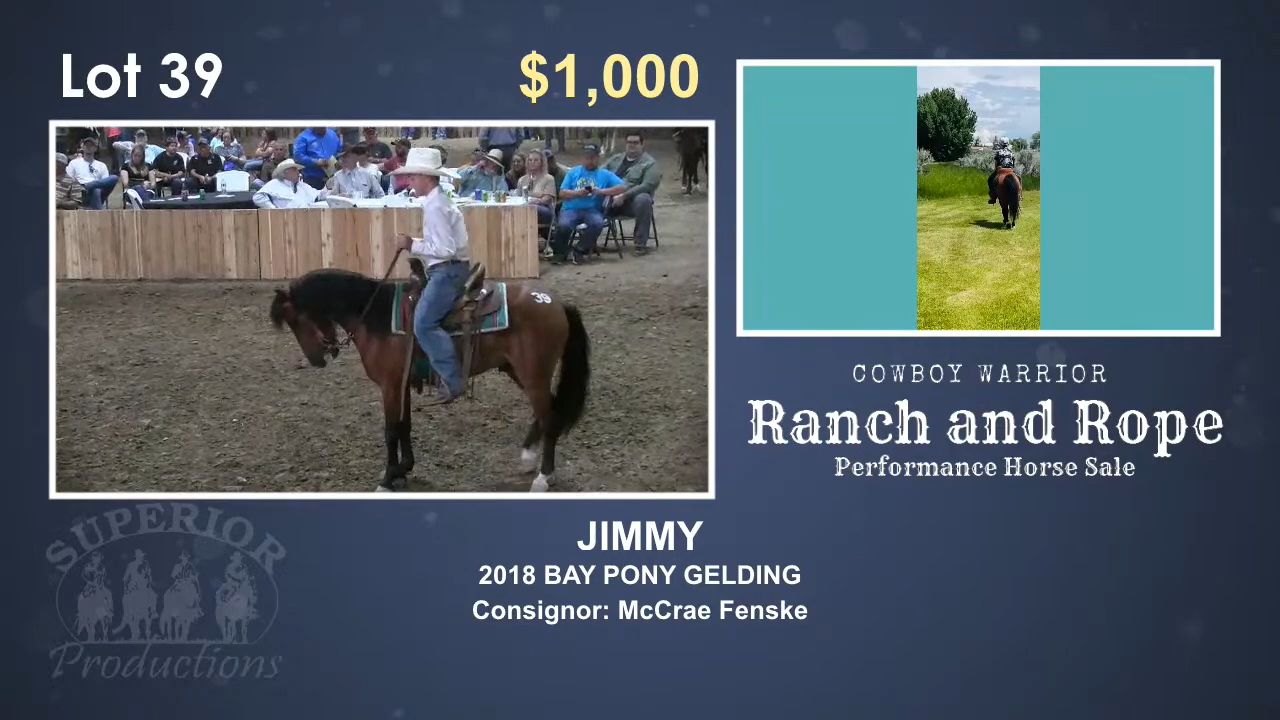 Lot 39
$1,000
39
COWBOY WARRIOR
Ranch and Rope
Performance Horse Sale
JIMMY
2018 BAY PONY GELDING
Consignor: McCrae Fenske
SUPERIOR
Productions